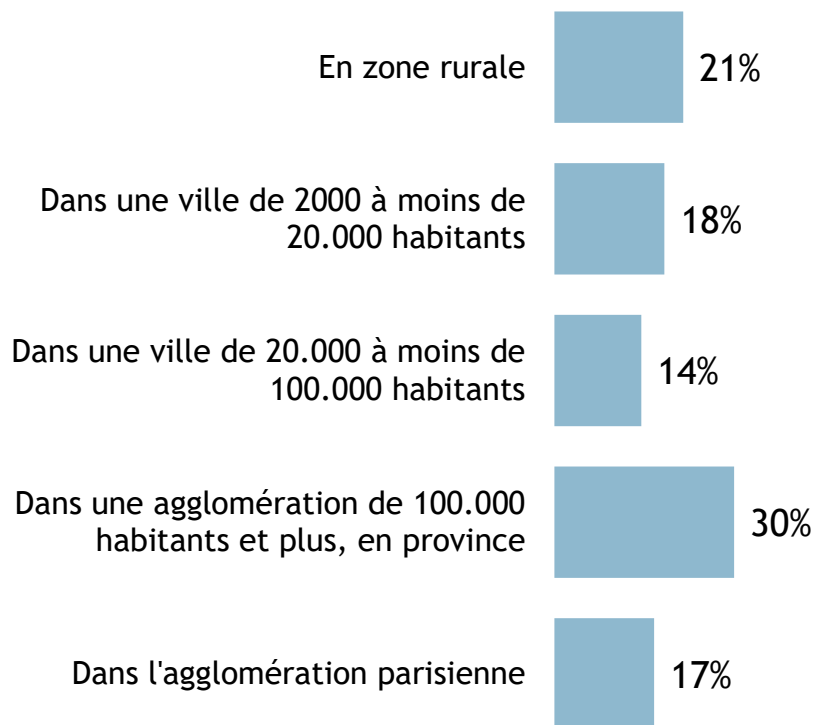 En zone rurale
21%
Dans une ville de 2000 à moins de
20.000 habitants
18%
Dans une ville de 20.000 à moins de
100.000 habitants
14%
Dans une agglomération de 100.000
habitants et plus, en province
30%
Dans l'agglomération parisienne
17%